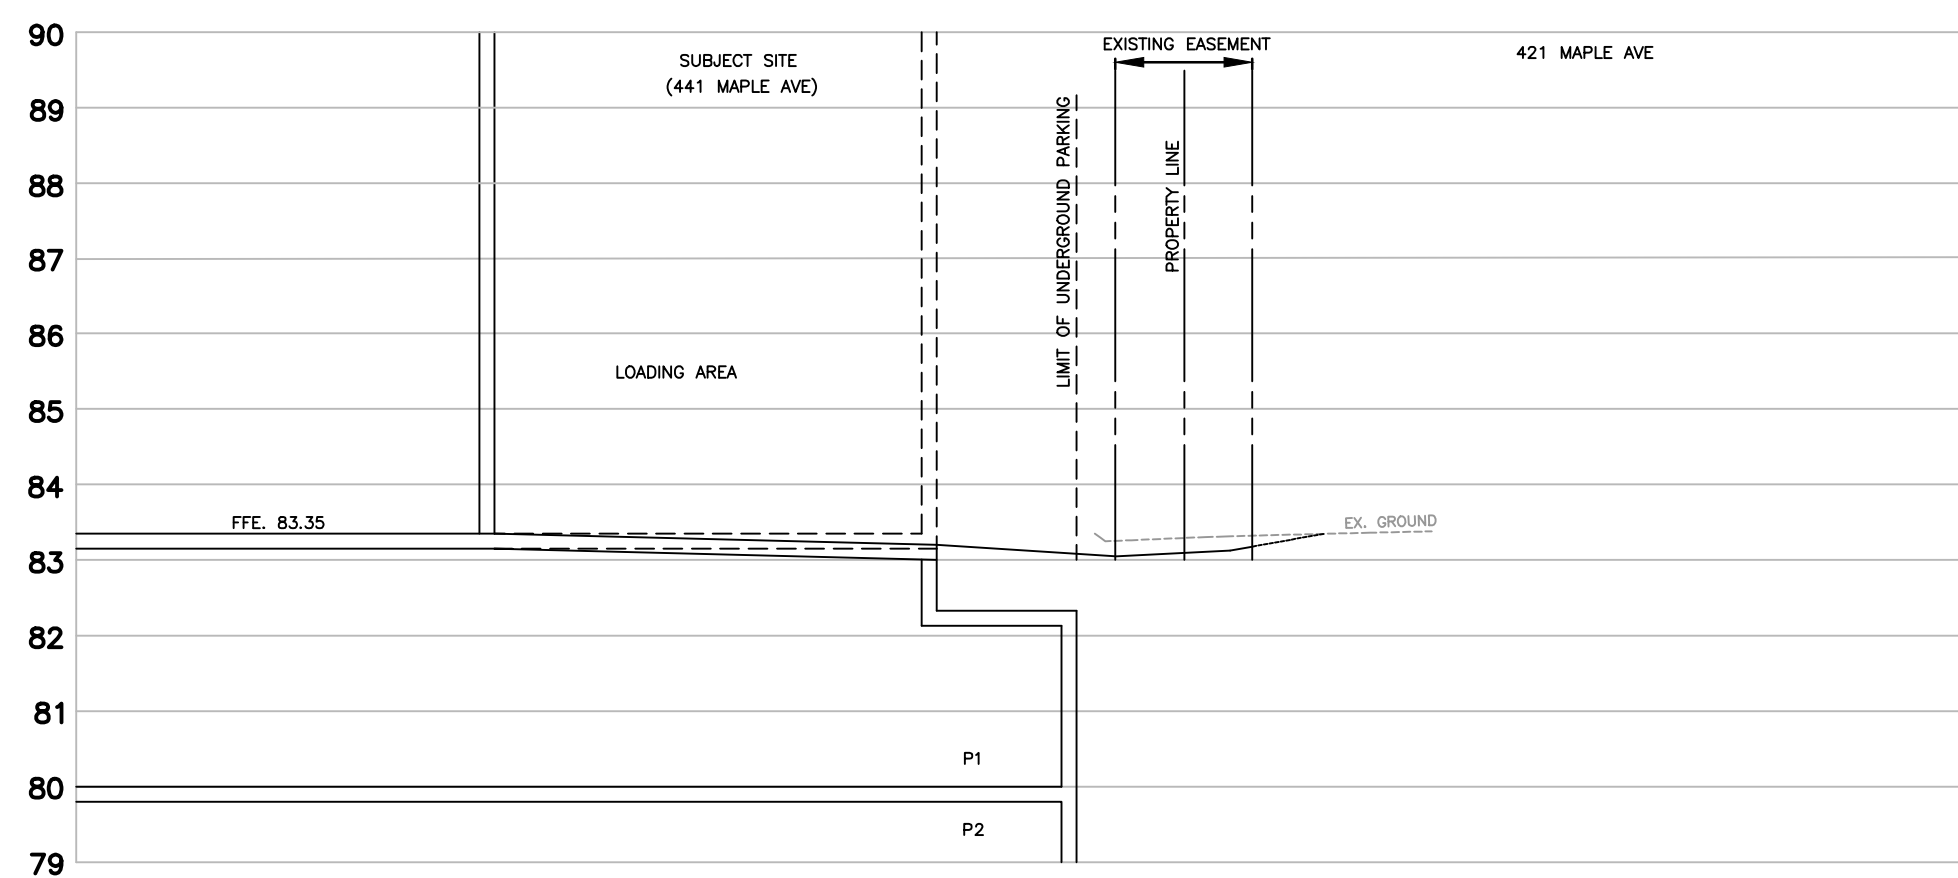 90
EXISTING EASEMENT
421 MAPLE AVE
SUBJECT SITE
(441 MAPLE AVE)
89
LIMIT OF UNDERGROUND PARKING
PROPERTY LINE
88
87
86
LOADING AREA
85
84
FFE. 83.35
EX. GROUND
83
82
81
P1
80
P2
79